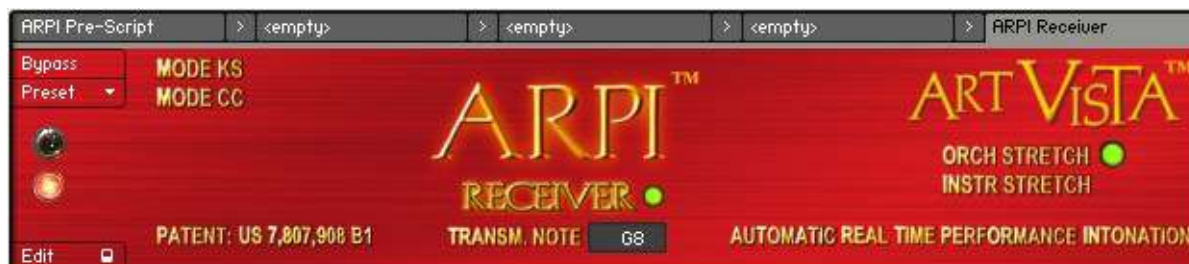 ARPI Pre-Script > <empty> > <empty> > <empty> > ARPI Receiver
Bypass
Preset
MODE KS
MODE CC
ARPI™
ART VISTA™
ORCH STRETCH
INSTR STRETCH
RECEIVER
PATENT: US 7,807,908 B1
TRANSM. NOTE G8
AUTOMATIC REAL TIME PERFORMANCE INTONATION
Edit